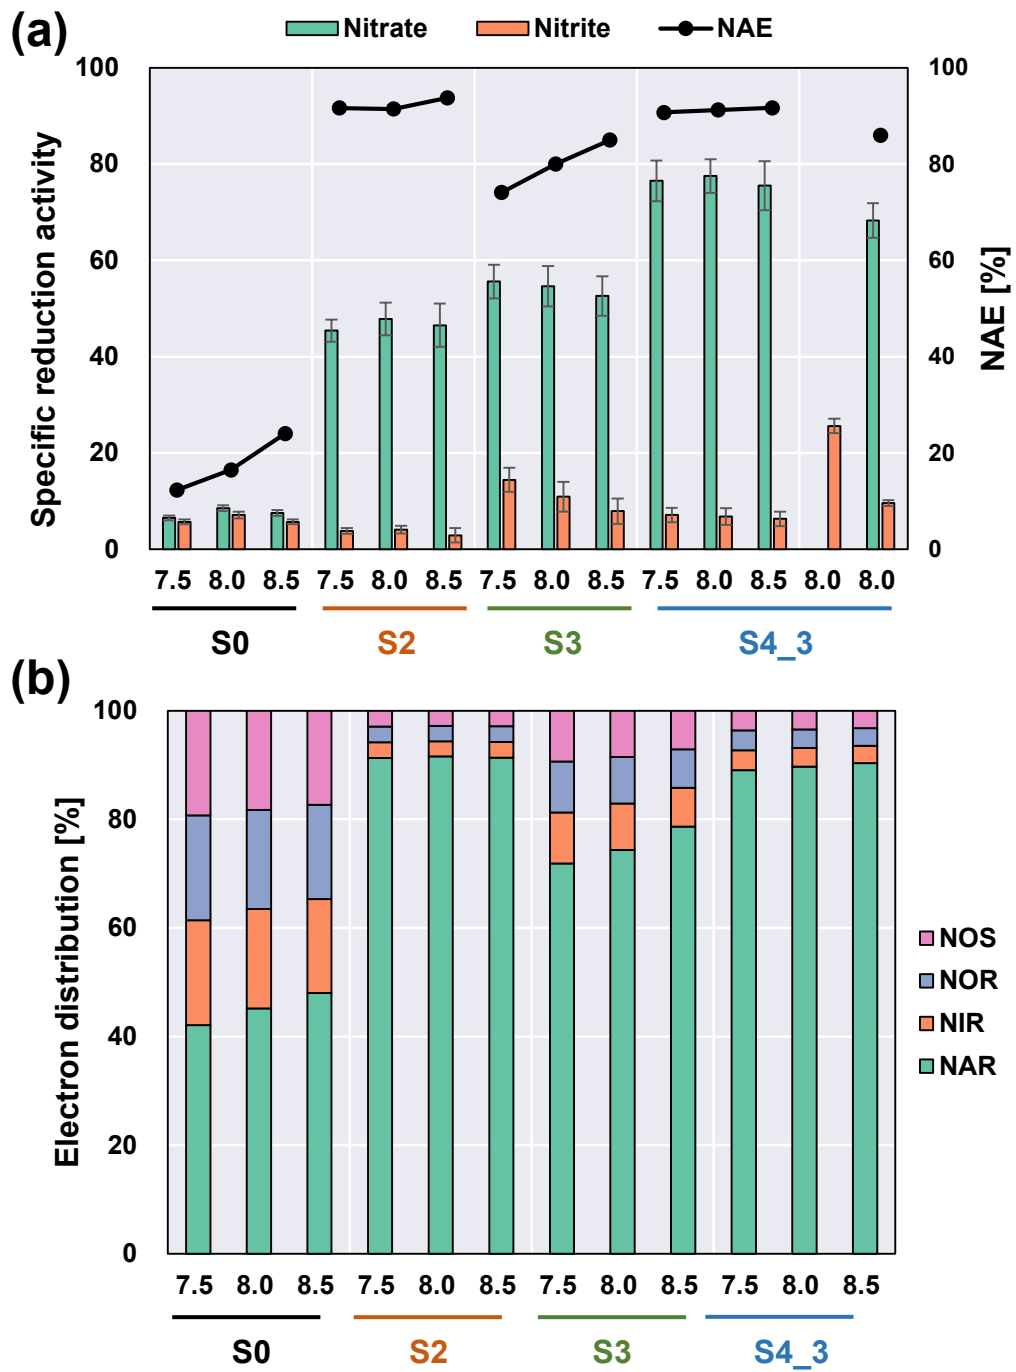 (a)
Nitrate Nitrite NAE
100 100
80 80
60 60
40 40
20 20
0 0
Specific reduction activity
NAE [%]
7.5 8.0 8.5 7.5 8.0 8.5 7.5 8.0 8.5 7.5 8.0 8.5 8.0 8.0
S0 S2 S3 S4_3
(b)
100
80
60
40
20
0
Electron distribution [%]
NOS
NOR
NIR
NAR
7.5 8.0 8.5 7.5 8.0 8.5 7.5 8.0 8.5 7.5 8.0 8.5
S0 S2 S3 S4_3